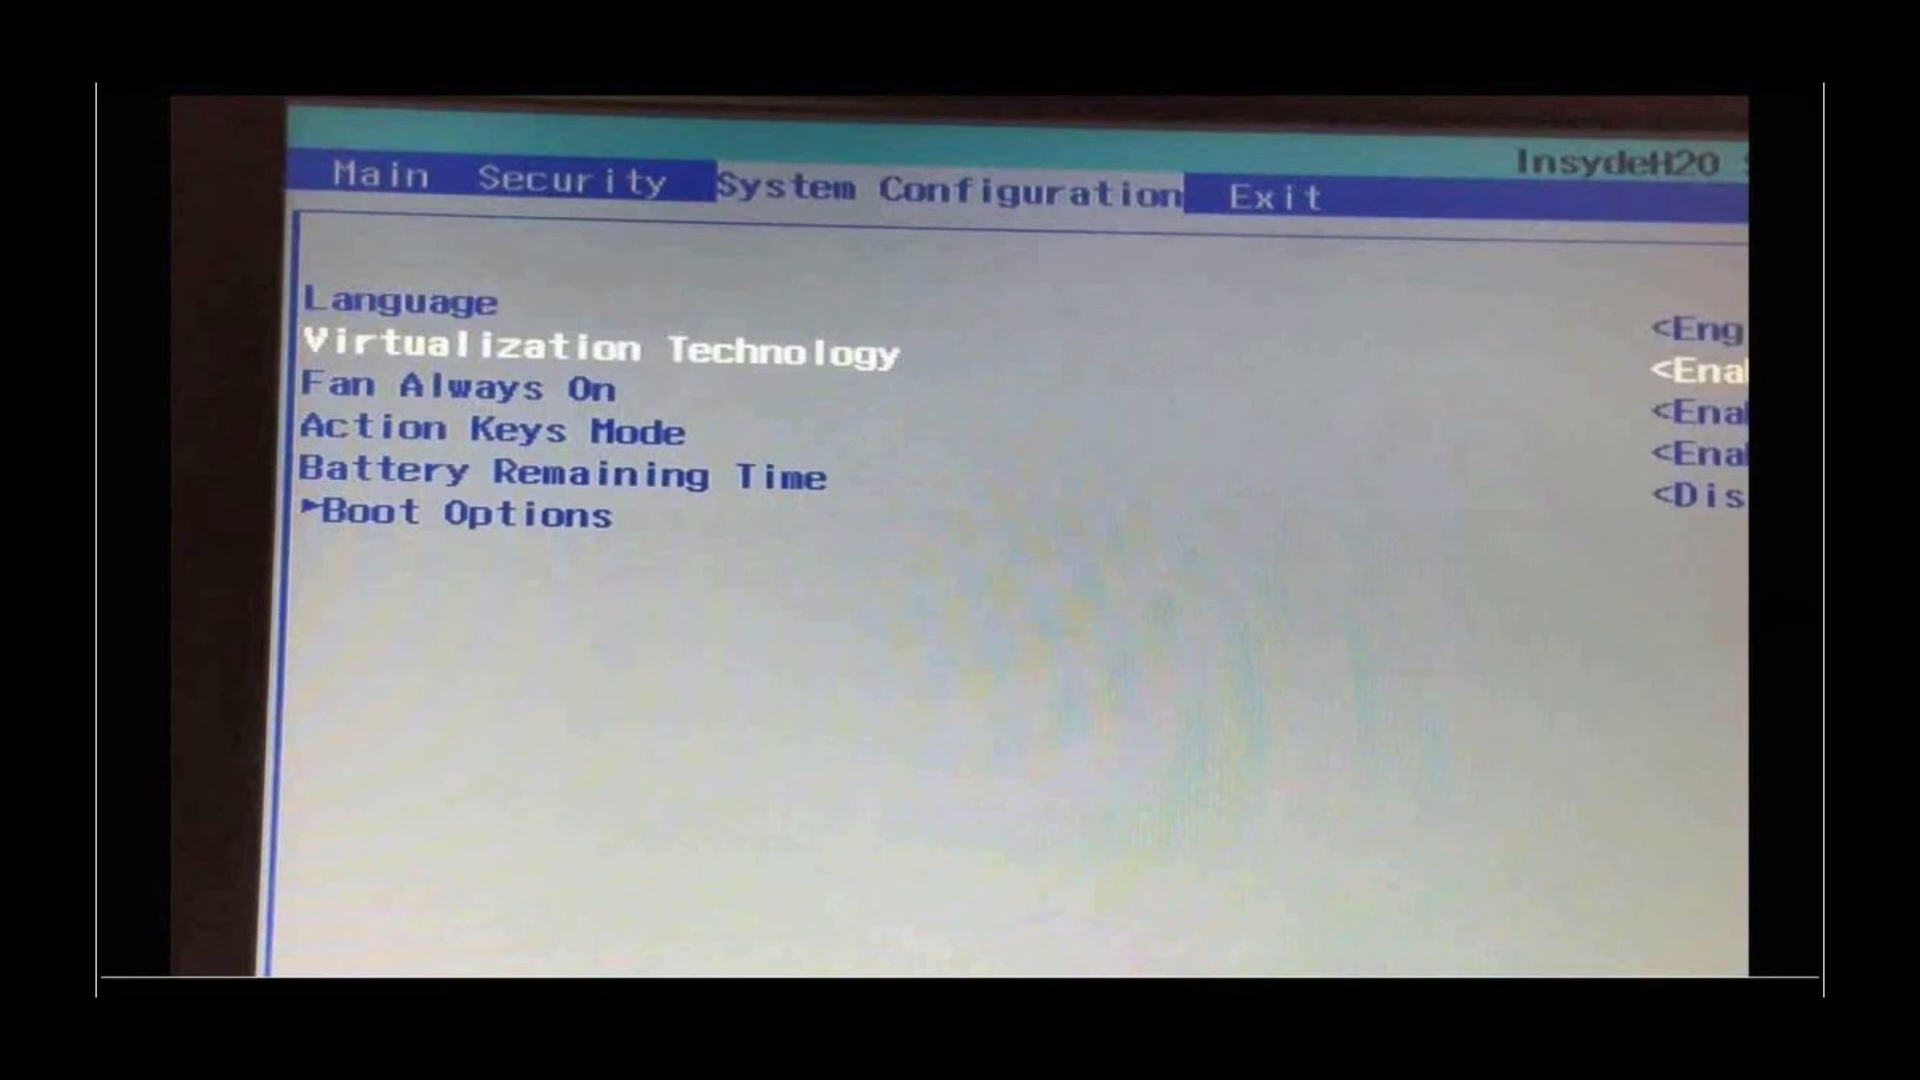 InsydeH20
Main Security System Configuration Exit
Language <Eng
Virtualization Technology <Ena
Fan Always On <Ena
Action Keys Mode <Ena
Battery Remaining Time <Dis
►Boot Options